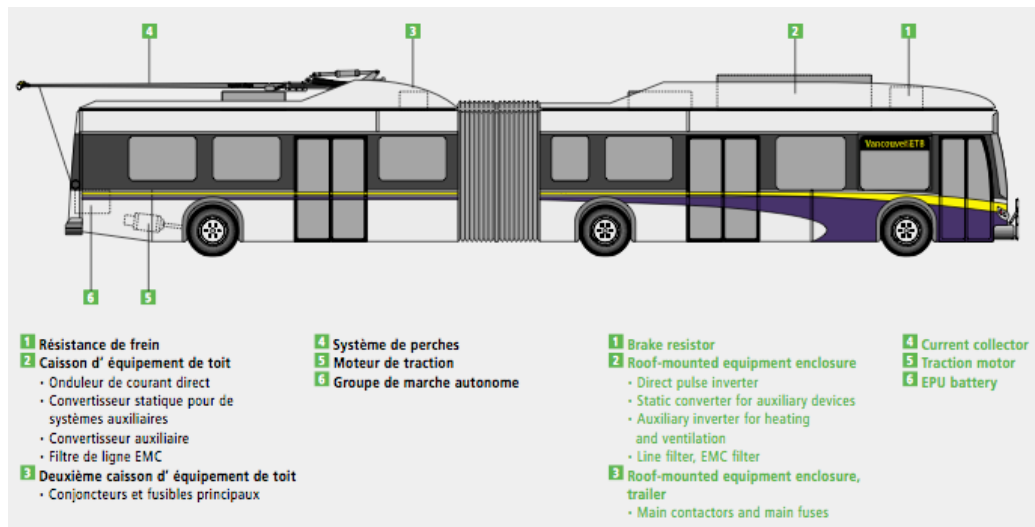 4
3
2
1
Vancouver ETB
6
5
1 Résistance de frein
2 Caisson d' équipement de toit
· Onduleur de courant direct
· Convertisseur statique pour de
systèmes auxiliaires
· Convertisseur auxiliaire
· Filtre de ligne EMC
3 Deuxième caisson d' équipement de toit
· Conjoncteurs et fusibles principaux
4 Système de perches
5 Moteur de traction
6 Groupe de marche autonome
1 Brake resistor
2 Roof-mounted equipment enclosure
· Direct pulse inverter
· Static converter for auxiliary devices
· Auxiliary inverter for heating
and ventilation
· Line filter, EMC filter
3 Roof-mounted equipment enclosure,
trailer
· Main contactors and main fuses
4 Current collector
5 Traction motor
6 EPU battery